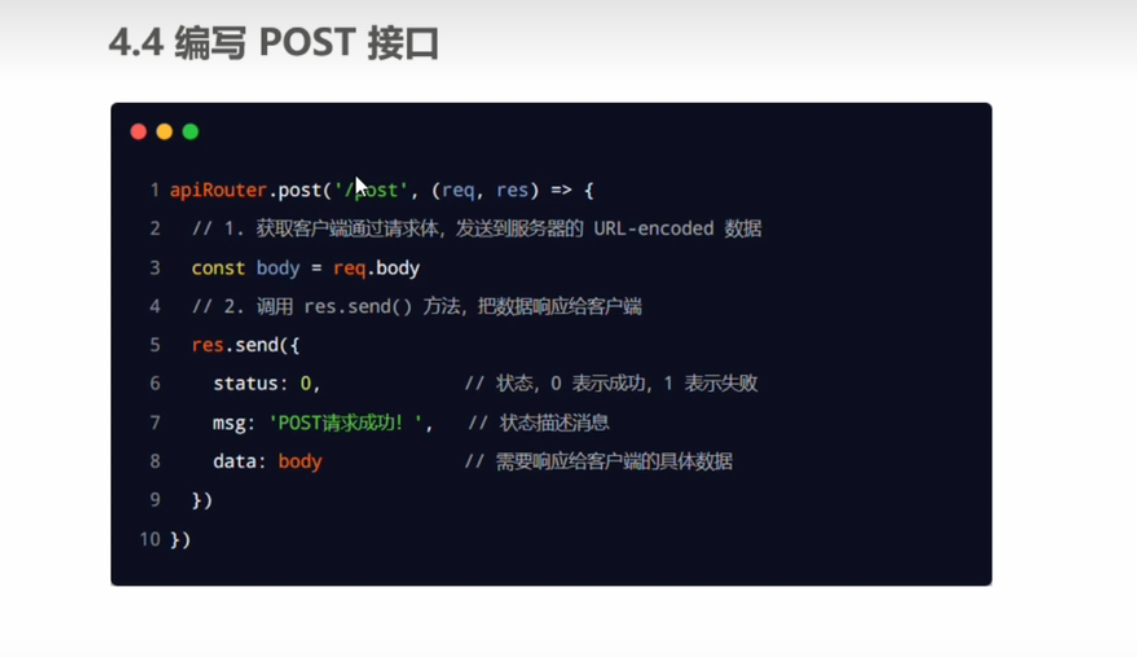 4.4 编写 POST 接口
1 apiRouter.post('/post', (req, res) => {
2   // 1. 获取客户端通过请求体，发送到服务器的 URL-encoded 数据
3   const body = req.body
4   // 2. 调用 res.send() 方法，把数据响应给客户端
5   res.send({
6     status: 0,             // 状态，0 表示成功，1 表示失败
7     msg: 'POST请求成功！',   // 状态描述消息
8     data: body             // 需要响应给客户端的具体数据
9   })
10 })